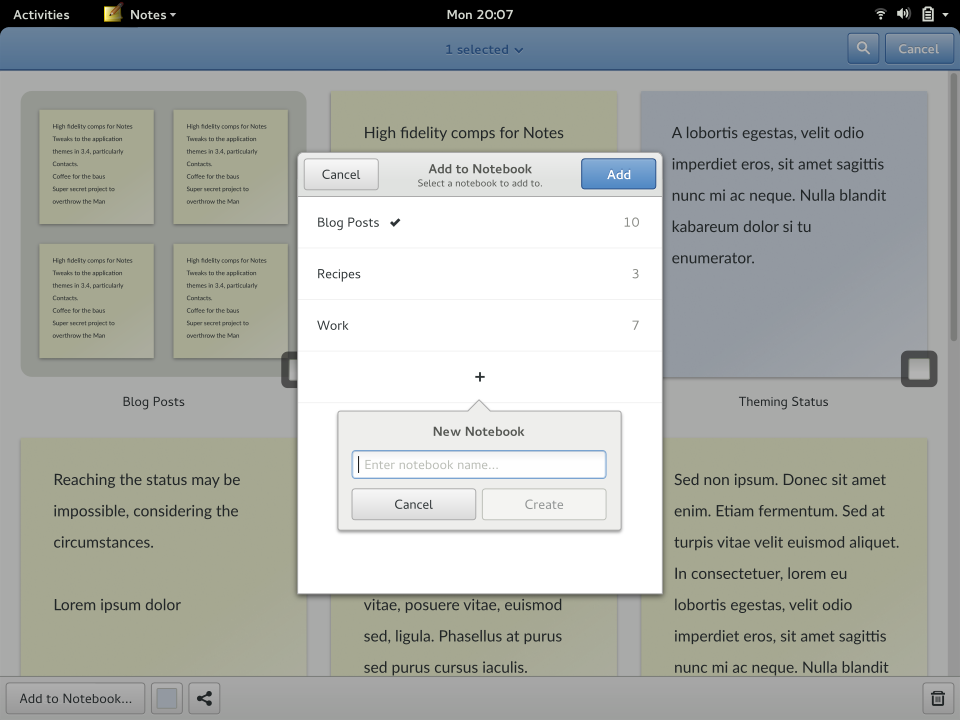 Activities
Notes
Mon 20:07
1 selected
Cancel
High fidelity comps for Notes
Tweaks to the application
themes in 3.4, particularly
Contacts.
Coffee for the baus
Super secret project to
overthrow the Man
High fidelity comps for Notes
Tweaks to the application
themes in 3.4, particularly
Contacts.
Coffee for the baus
Super secret project to
overthrow the Man
High fidelity comps for Notes
Tweaks to the application
themes in 3.4, particularly
Contacts.
Coffee for the baus
Super secret project to
overthrow the Man
High fidelity comps for Notes
Tweaks to the application
themes in 3.4, particularly
Contacts.
Coffee for the baus
Super secret project to
overthrow the Man
Blog Posts
High fidelity comps for Notes
A lobortis egestas, velit odio
imperdiet eros, sit amet sagittis
nunc mi ac neque. Nulla blandit
kabareum dolor si tu
enumerator.
Theming Status
Cancel
Add to Notebook
Select a notebook to add to.
Add
Blog Posts
10
Recipes
3
Work
7
+
New Notebook
Enter notebook name...
Cancel
Create
Reaching the status may be
impossible, considering the
circumstances.
Lorem ipsum dolor
vitae, posuere vitae, euismod
sed, ligula. Phasellus at purus
sed purus cursus iaculis.
Sed non ipsum. Donec sit amet
enim. Etiam fermentum. Sed at
turpis vitae velit euismod aliquet.
In consectetuer, lorem eu
lobortis egestas, velit odio
imperdiet eros, sit amet sagittis
nunc mi ac neque. Nulla blandit
Add to Notebook...